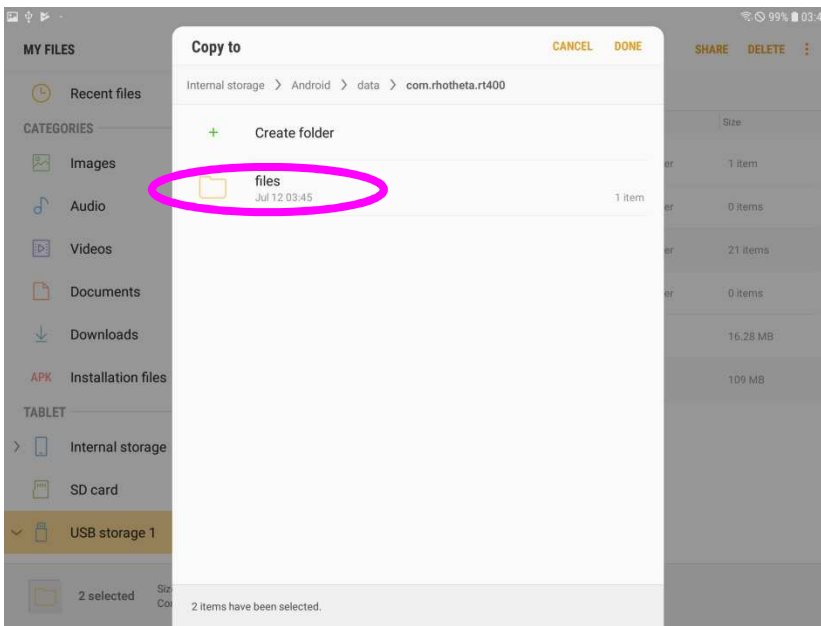 99% 03:4
MY FILES
Copy to
CANCEL DONE
SHARE DELETE
Internal storage > Android > data > com.rhotheta.rt400
Recent files
CATEGORIES
Size
+ Create folder
Images
1 item
files
Jul 12 03:45
1 item
Audio
0 items
Videos
21 items
Documents
0 items
Downloads
16.28 MB
APK Installation files
109 MB
TABLET
Internal storage
SD card
USB storage 1
2 selected
2 items have been selected.